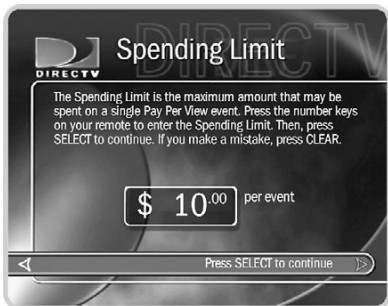 DIRECTV
Spending Limit
DIRECTV
The Spending Limit is the maximum amount that may be
spent on a single Pay Per View event. Press the number keys
on your remote to enter the Spending Limit. Then, press
SELECT to continue. If you make a mistake, press CLEAR.
$ 10.00 per event
Press SELECT to continue